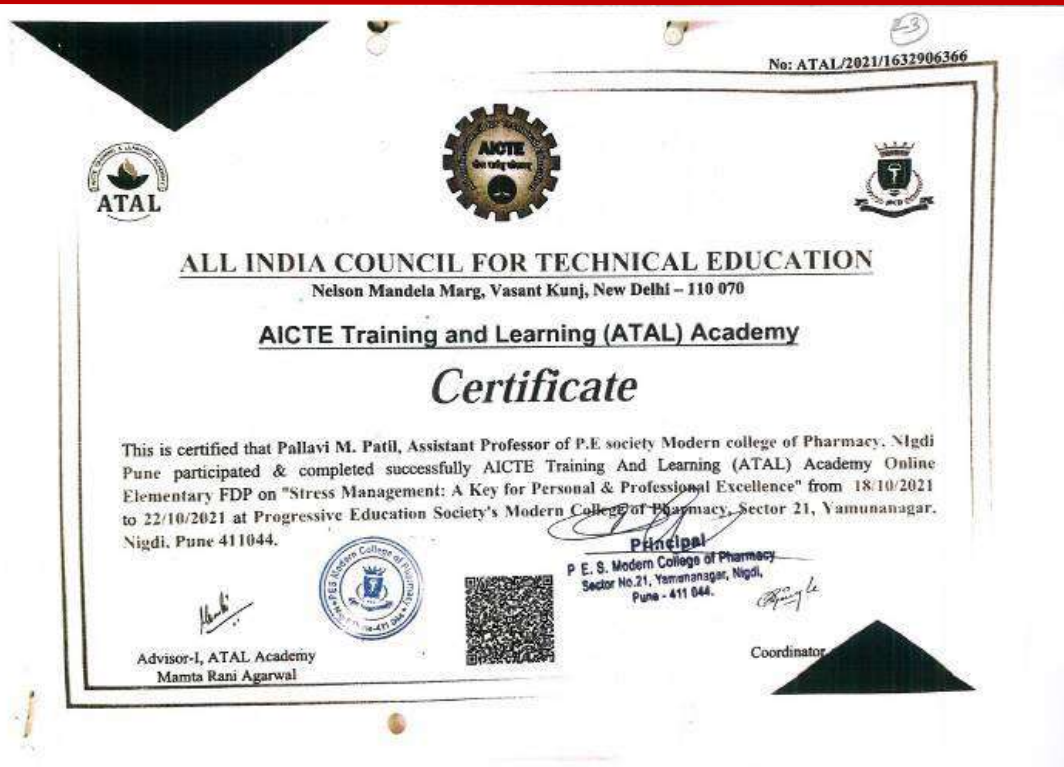 23
No: ATAL/2021/1632906366
AICTE
ATAL
ALL INDIA COUNCIL FOR TECHNICAL EDUCATION
Nelson Mandela Marg, Vasant Kunj, New Delhi – 110 070
AICTE Training and Learning (ATAL) Academy
Certificate
This is certified that Pallavi M. Patil, Assistant Professor of P.E society Modern college of Pharmacy, NIgdi
Pune participated & completed successfully AICTE Training And Learning (ATAL) Academy Online
Elementary FDP on "Stress Management: A Key for Personal & Professional Excellence" from 18/10/2021
to 22/10/2021 at Progressive Education Society's Modern College of Pharmacy, Sector 21, Yamunanagar,
Nigdi, Pune 411044.
Principal
P E. S. Modern College of Pharmacy
Sector No.21, Yamunanagar, Nigdi,
Pune - 411 044.
Advisor-I, ATAL Academy
Mamta Rani Agarwal
Coordinator